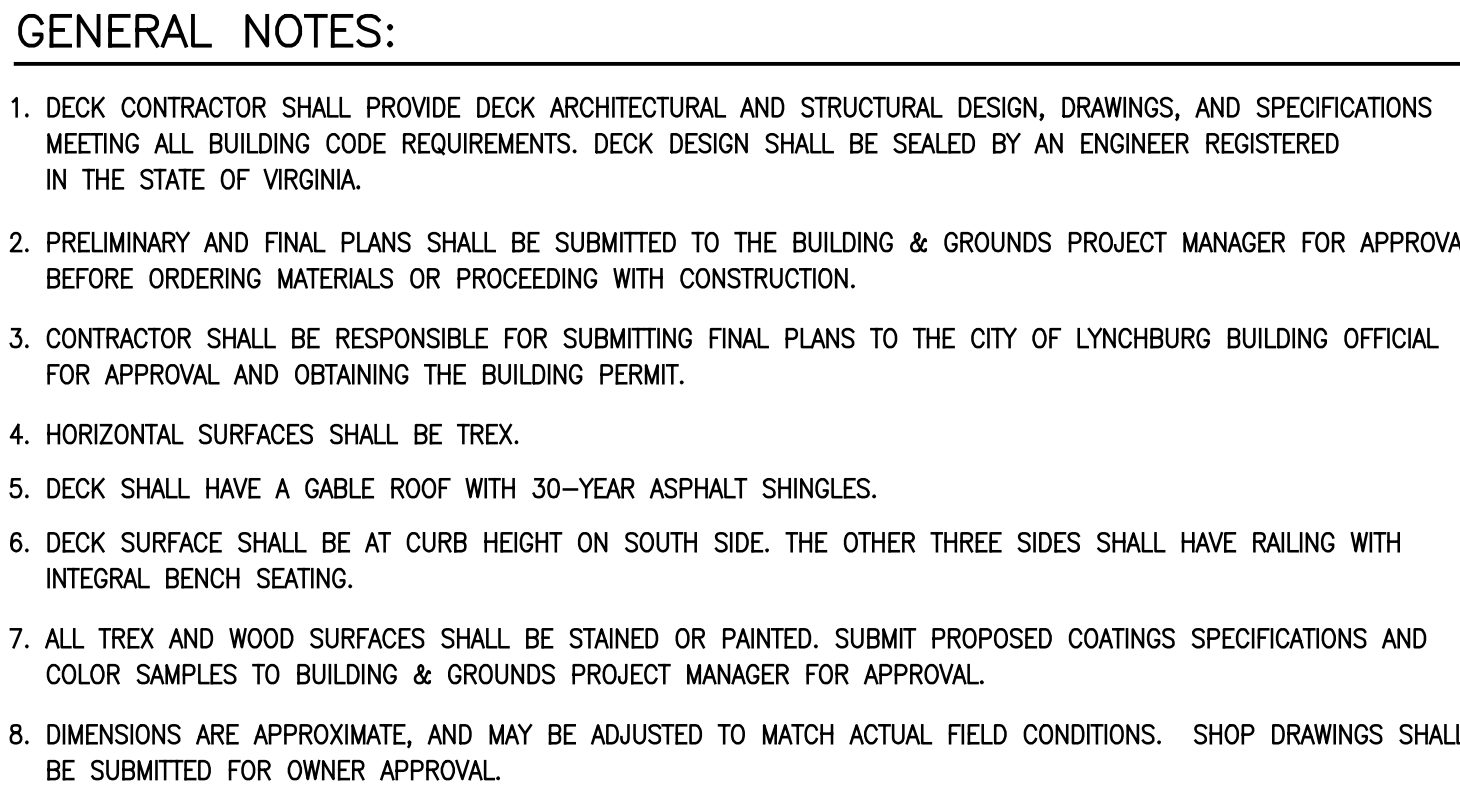 GENERAL NOTES:
1. DECK CONTRACTOR SHALL PROVIDE DECK ARCHITECTURAL AND STRUCTURAL DESIGN, DRAWINGS, AND SPECIFICATIONS
MEETING ALL BUILDING CODE REQUIREMENTS. DECK DESIGN SHALL BE SEALED BY AN ENGINEER REGISTERED
IN THE STATE OF VIRGINIA.
2. PRELIMINARY AND FINAL PLANS SHALL BE SUBMITTED TO THE BUILDING & GROUNDS PROJECT MANAGER FOR APPROVA
BEFORE ORDERING MATERIALS OR PROCEEDING WITH CONSTRUCTION.
3. CONTRACTOR SHALL BE RESPONSIBLE FOR SUBMITTING FINAL PLANS TO THE CITY OF LYNCHBURG BUILDING OFFICIAL
FOR APPROVAL AND OBTAINING THE BUILDING PERMIT.
4. HORIZONTAL SURFACES SHALL BE TREX.
5. DECK SHALL HAVE A GABLE ROOF WITH 30-YEAR ASPHALT SHINGLES.
6. DECK SURFACE SHALL BE AT CURB HEIGHT ON SOUTH SIDE. THE OTHER THREE SIDES SHALL HAVE RAILING WITH
INTEGRAL BENCH SEATING.
7. ALL TREX AND WOOD SURFACES SHALL BE STAINED OR PAINTED. SUBMIT PROPOSED COATINGS SPECIFICATIONS AND
COLOR SAMPLES TO BUILDING & GROUNDS PROJECT MANAGER FOR APPROVAL.
8. DIMENSIONS ARE APPROXIMATE, AND MAY BE ADJUSTED TO MATCH ACTUAL FIELD CONDITIONS. SHOP DRAWINGS SHALL
BE SUBMITTED FOR OWNER APPROVAL.